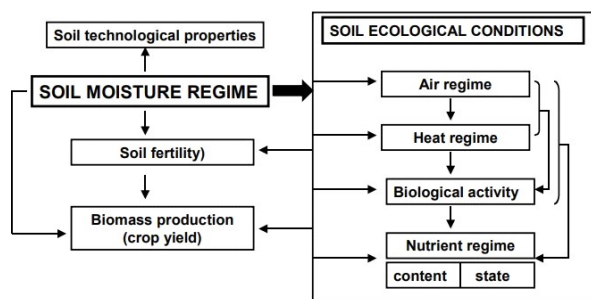 Soil technological properties
SOIL MOISTURE REGIME
Soil fertility)
Biomass production
(crop yield)
SOIL ECOLOGICAL CONDITIONS
Air regime
Heat regime
Biological activity
Nutrient regime
content state